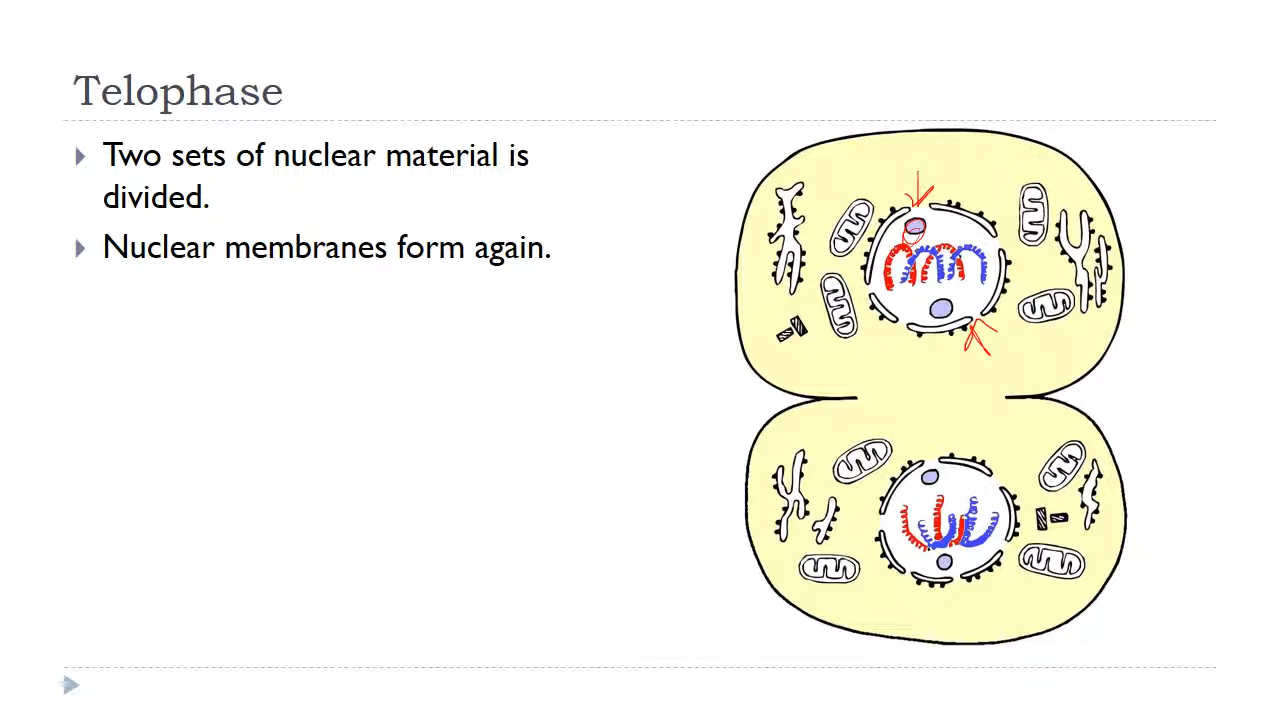 Telophase
Two sets of nuclear material is
divided.
Nuclear membranes form again.